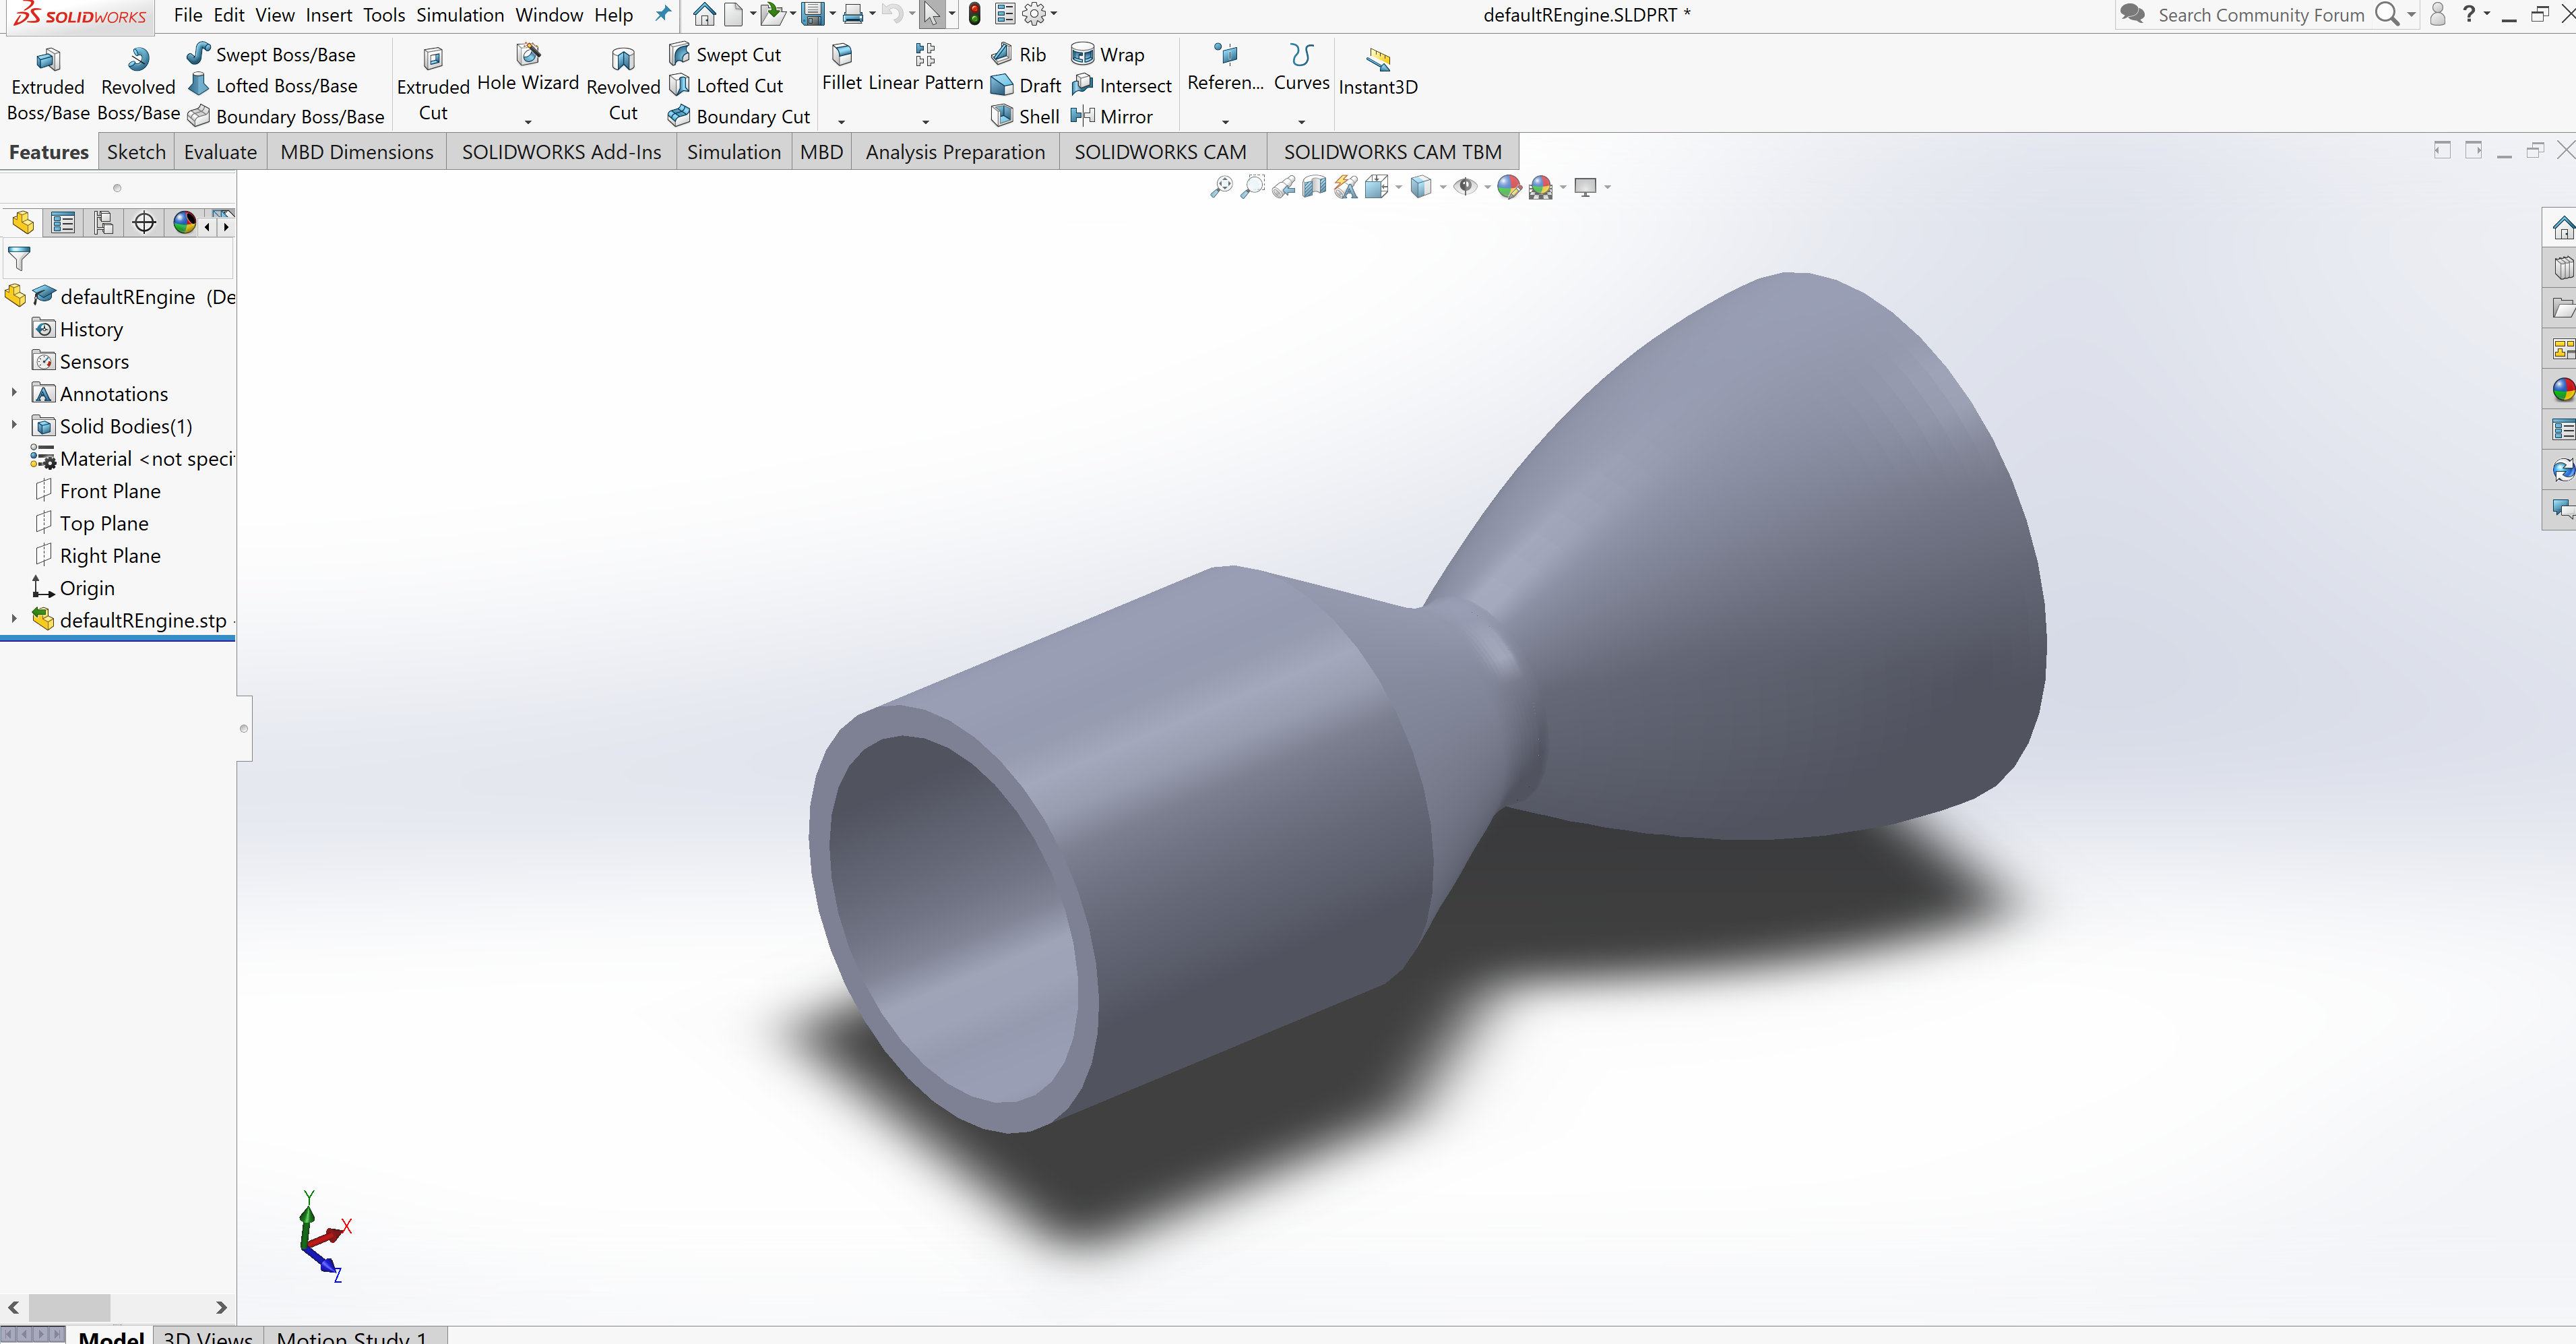 SOLIDWORKS File Edit View Insert Tools Simulation Window Help defaultREngine.SLDPRT * Search Community Forum ?
Extruded Boss/Base
Revolved Boss/Base
Swept Boss/Base
Lofted Boss/Base
Boundary Boss/Base
Extruded Cut
Hole Wizard
Revolved Cut
Swept Cut
Lofted Cut
Boundary Cut
Fillet
Linear Pattern
Rib
Draft
Shell
Wrap
Intersect
Mirror
Referen...
Curves
Instant3D
Features Sketch Evaluate MBD Dimensions SOLIDWORKS Add-Ins Simulation MBD Analysis Preparation SOLIDWORKS CAM SOLIDWORKS CAM TBM
defaultREngine (De
History
Sensors
Annotations
Solid Bodies(1)
Material <not speci
Front Plane
Top Plane
Right Plane
Origin
defaultREngine.stp
Y
X
Z
Model 3D Views Motion Study 1